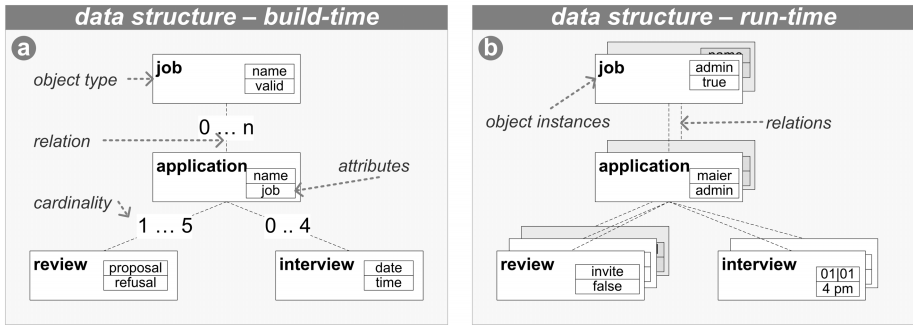 data structure – build-time
a
job
name
valid
object type
0 … n
relation
application
name
job
attributes
cardinality
1 … 5
0 .. 4
review
proposal
refusal
interview
date
time
data structure – run-time
b
name
job
admin
true
object instances
relations
application
maier
admin
review
invite
false
interview
01|01
4 pm